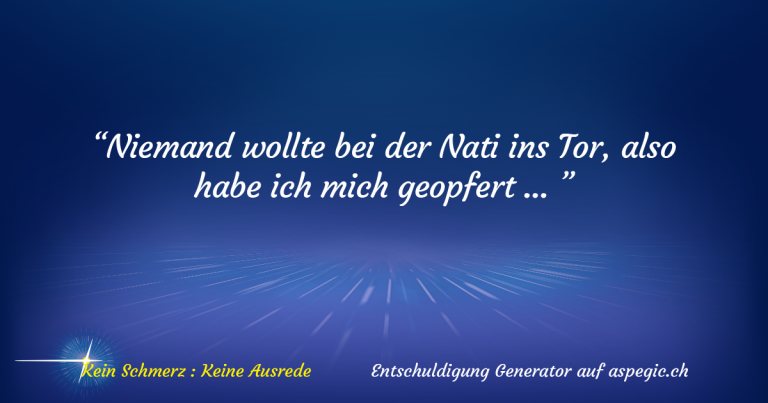 “Niemand wollte bei der Nati ins Tor, also
habe ich mich geopfert ... ”
Kein Schmerz : Keine Ausrede
Entschuldigung Generator auf aspegic.ch